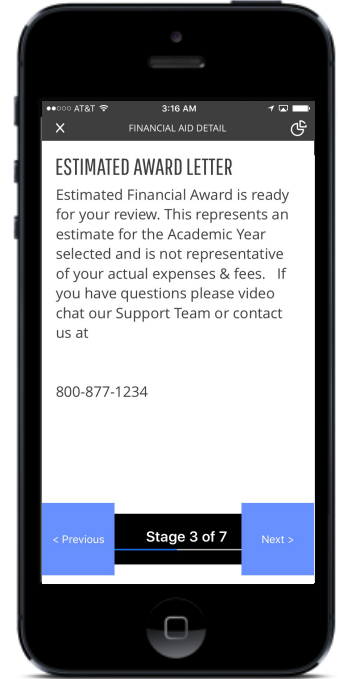 ●●○○○ AT&T 3:16 AM
× FINANCIAL AID DETAIL
ESTIMATED AWARD LETTER
Estimated Financial Award is ready
for your review. This represents an
estimate for the Academic Year
selected and is not representative
of your actual expenses & fees.   If
you have questions please video
chat our Support Team or contact
us at
800-877-1234
< Previous Stage 3 of 7 Next >